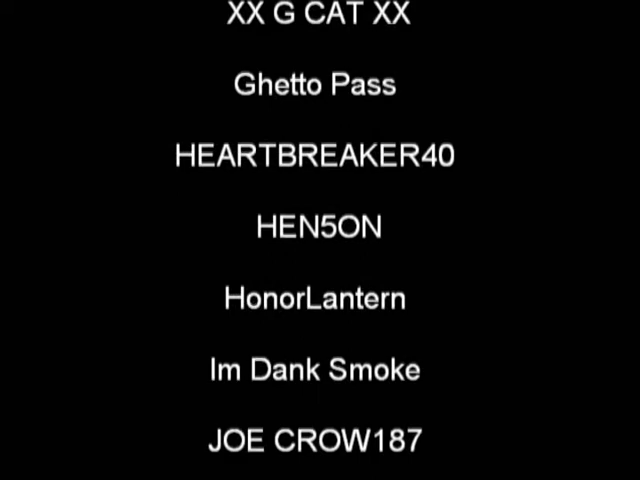 XX G CAT XX
Ghetto Pass
HEARTBREAKER40
HEN5ON
HonorLantern
Im Dank Smoke
JOE CROW187